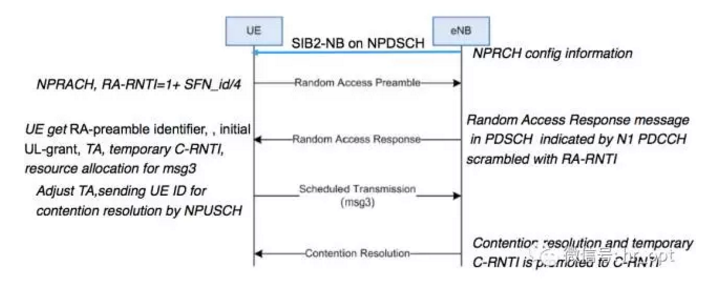 UE
eNB
SIB2-NB on NPDSCH
NPRCH config information
NPRACH, RA-RNTI=1+ SFN_id/4
Random Access Preamble
UE get RA-preamble identifier, , initial
UL-grant, TA, temporary C-RNTI,
resource allocation for msg3
Random Access Response
Random Access Response message
in PDSCH indicated by N1 PDCCH
scrambled with RA-RNTI
Adjust TA,sending UE ID for
contention resolution by NPUSCH
Scheduled Transmission
(msg3)
Contention Resolution
Contention resolution and temporary
C-RNTI is promoted to C-RNTI
微信号: